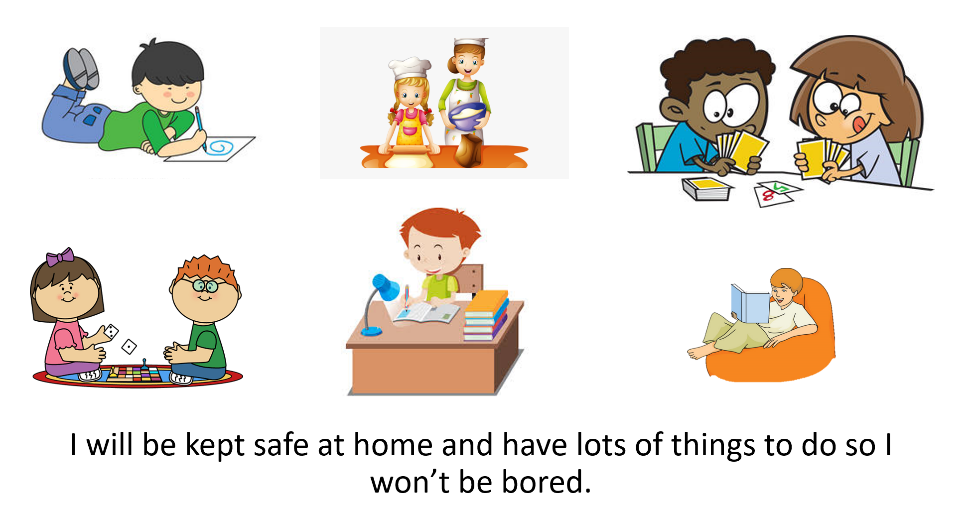 I will be kept safe at home and have lots of things to do so I
won't be bored.